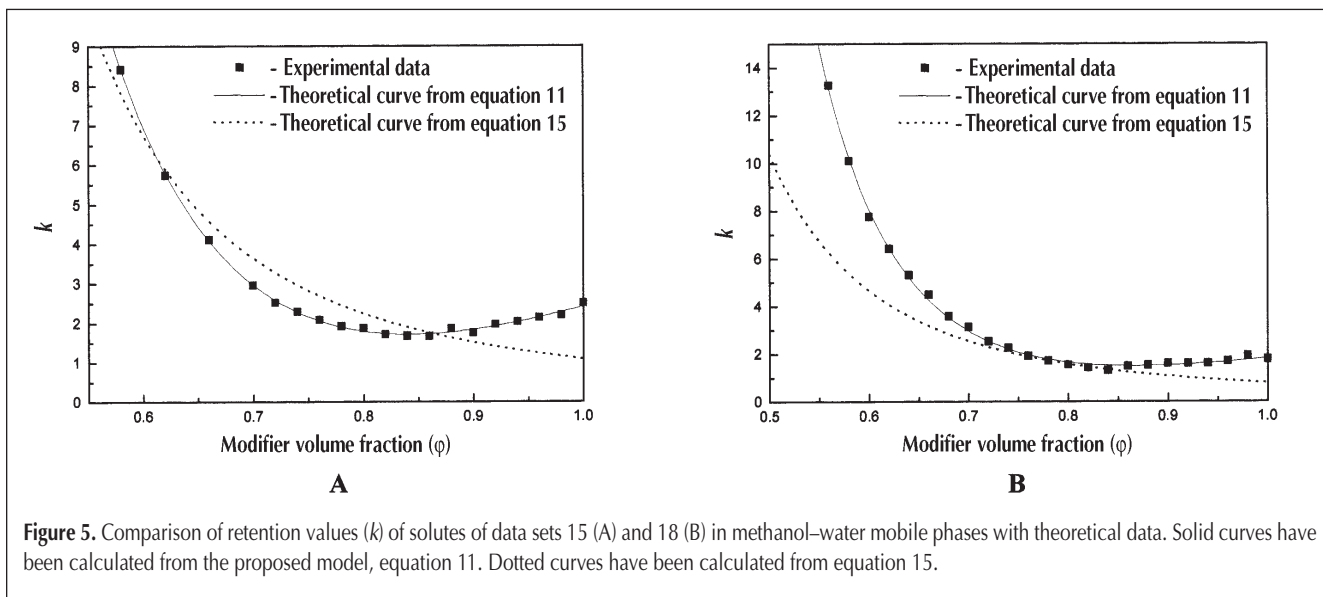 9
8
7
6
5
4
3
2
1
0
k
- Experimental data
- Theoretical curve from equation 11
- Theoretical curve from equation 15
0.6 0.7 0.8 0.9 1.0
Modifier volume fraction (φ)
A
14
12
10
8
6
4
2
0
k
- Experimental data
- Theoretical curve from equation 11
- Theoretical curve from equation 15
0.5 0.6 0.7 0.8 0.9 1.0
Modifier volume fraction (φ)
B
Figure 5. Comparison of retention values (k) of solutes of data sets 15 (A) and 18 (B) in methanol–water mobile phases with theoretical data. Solid curves have
been calculated from the proposed model, equation 11. Dotted curves have been calculated from equation 15.